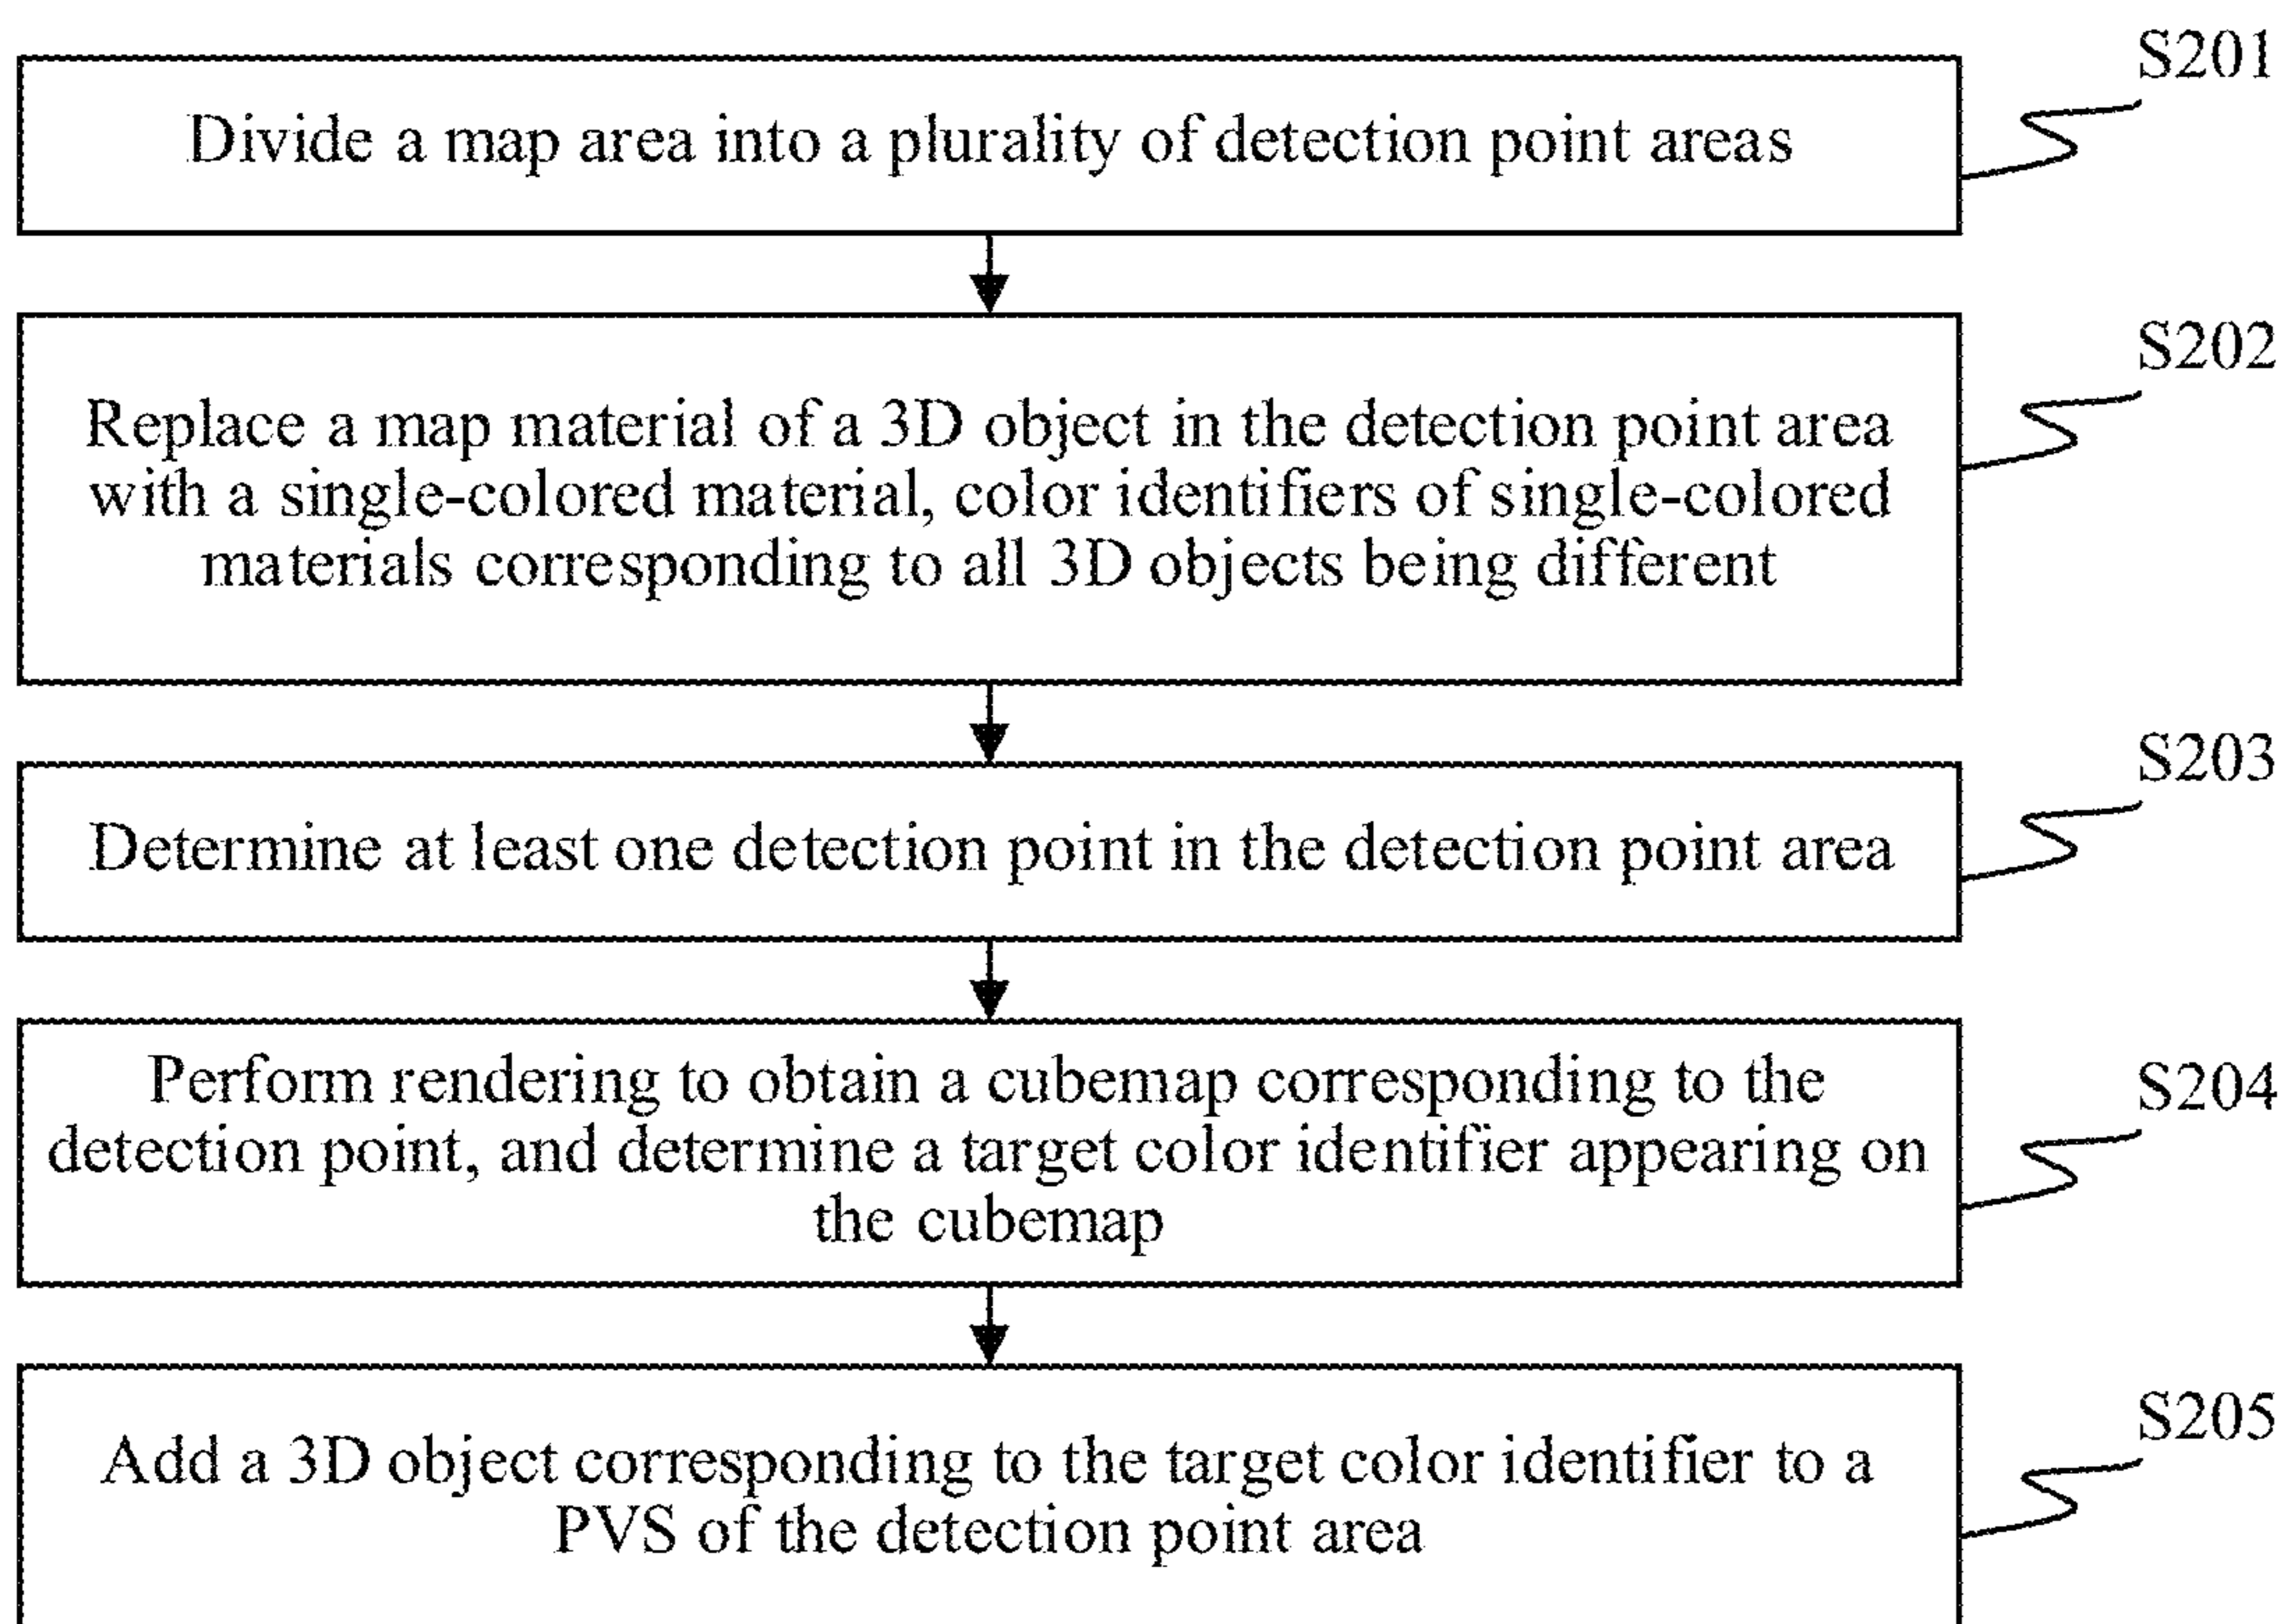 S201
Divide a map area into a plurality of detection point areas
S202
Replace a map material of a 3D object in the detection point area
with a single-colored material, color identifiers of single-colored
materials corresponding to all 3D objects being different
S203
Determine at least one detection point in the detection point area
S204
Perform rendering to obtain a cubemap corresponding to the
detection point, and determine a target color identifier appearing on
the cubemap
S205
Add a 3D object corresponding to the target color identifier to a
PVS of the detection point area